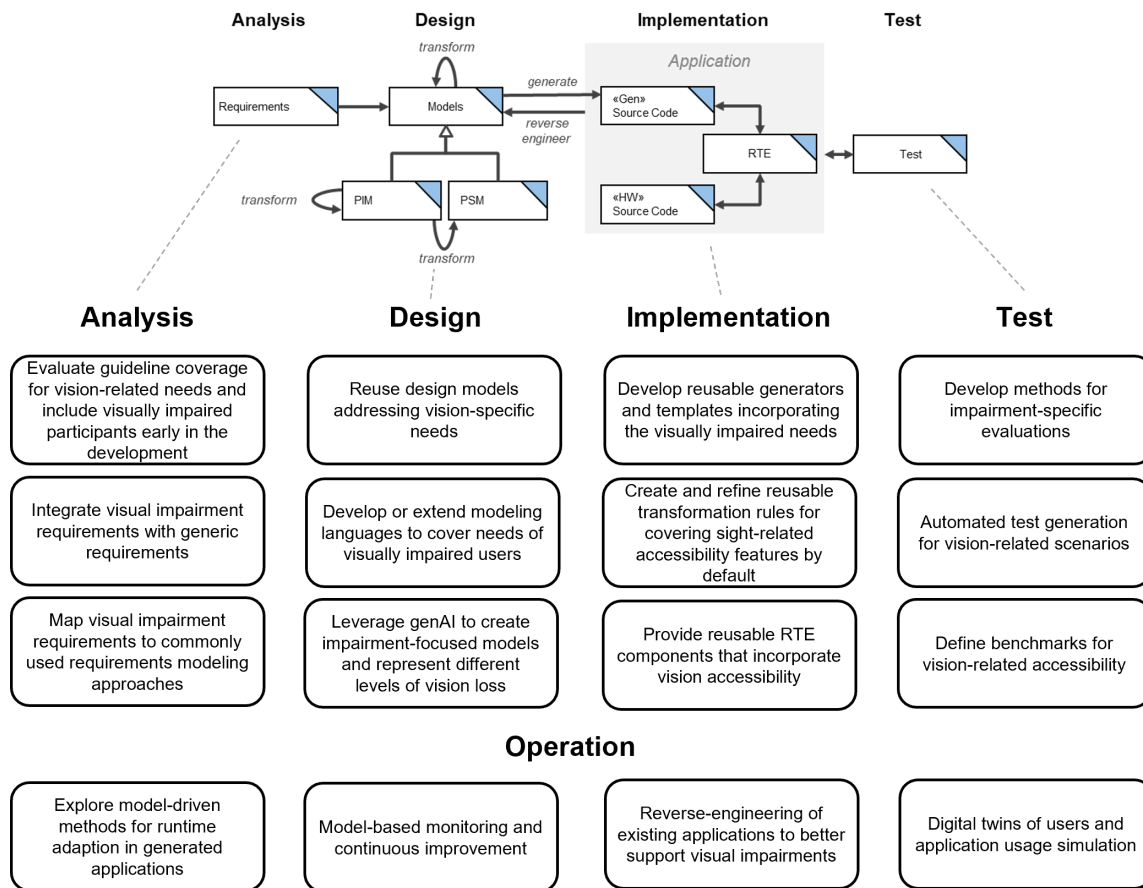 Analysis
Design
Implementation
Test
transform
Application
generate
Requirements
Models
«Gen»
Source Code
reverse
engineer
RTE
Test
transform
PIM
PSM
«HW»
Source Code
transform
Analysis
Design
Implementation
Test
Evaluate guideline coverage
for vision-related needs and
include visually impaired
participants early in the
development
Reuse design models
addressing vision-specific
needs
Develop reusable generators
and templates incorporating
the visually impaired needs
Develop methods for
impairment-specific
evaluations
Integrate visual impairment
requirements with generic
requirements
Develop or extend modeling
languages to cover needs of
visually impaired users
Create and refine reusable
transformation rules for
covering sight-related
accessibility features by
default
Automated test generation
for vision-related scenarios
Map visual impairment
requirements to commonly
used requirements modeling
approaches
Leverage genAI to create
impairment-focused models
and represent different
levels of vision loss
Provide reusable RTE
components that incorporate
vision accessibility
Define benchmarks for
vision-related accessibility
Operation
Explore model-driven
methods for runtime
adaption in generated
applications
Model-based monitoring and
continuous improvement
Reverse-engineering of
existing applications to better
support visual impairments
Digital twins of users and
application usage simulation